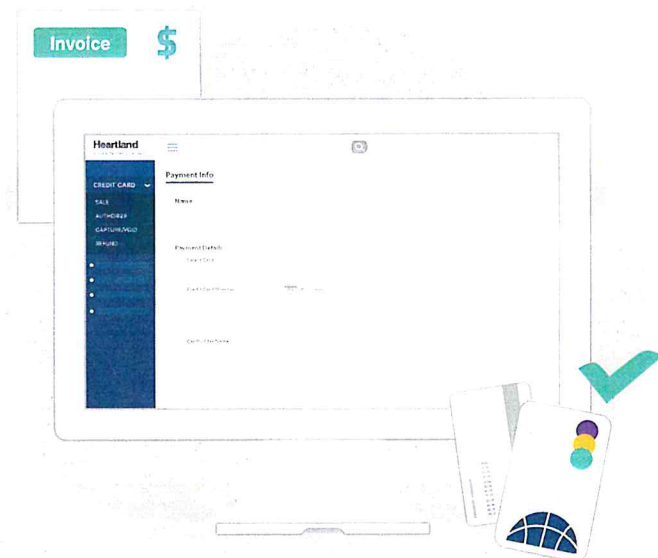 Invoice $
Heartland
Payment Info
CREDIT CARD
SALE
AUTHORIZE
CAPTURE/VOID
REFUND
Name
Payment Details